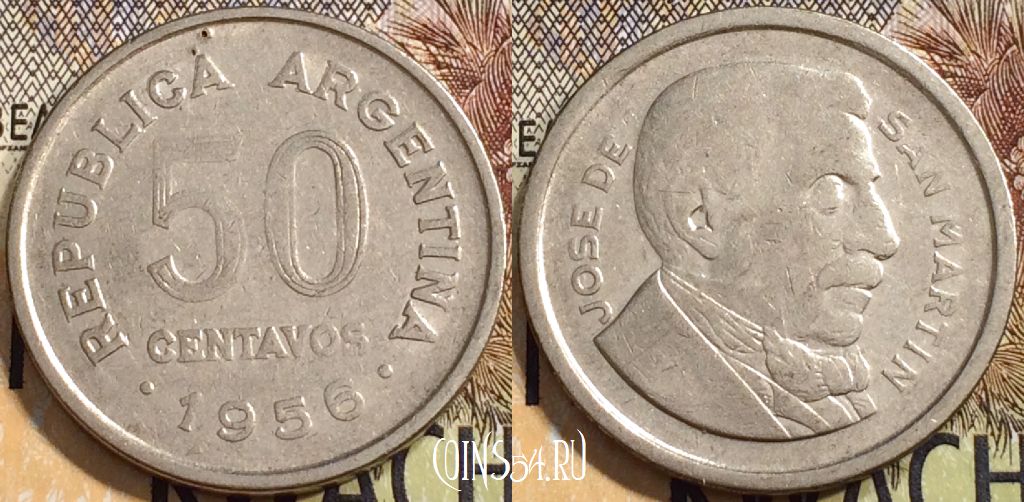 REPUBLICA ARGENTINA
50
CENTAVOS
1956
JOSE DE SAN MARTIN
COINS54.RU